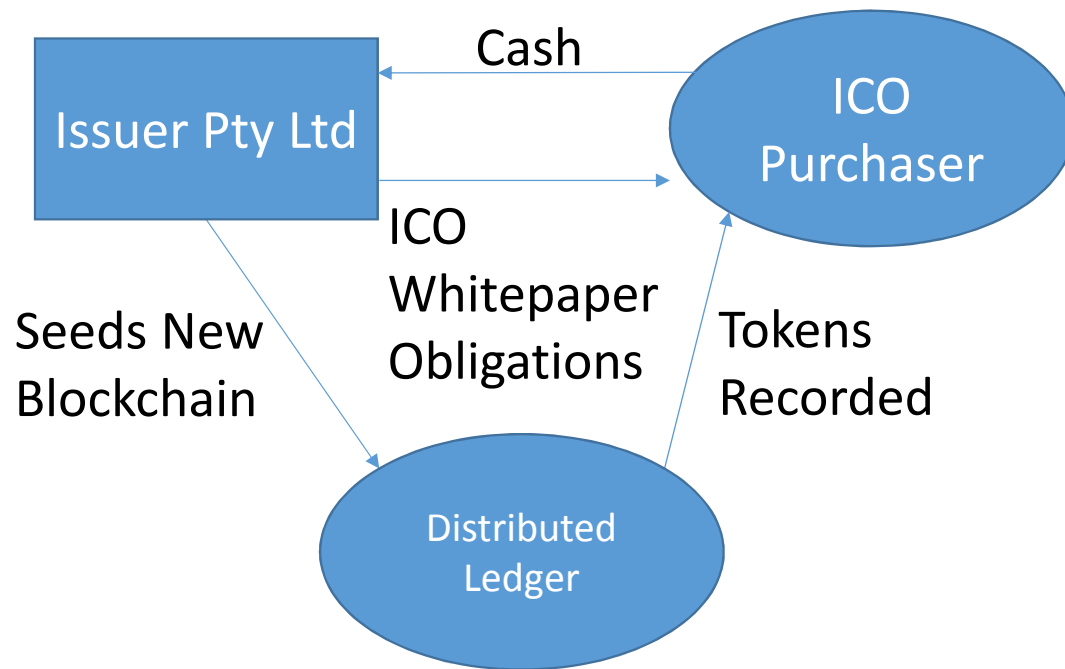 Cash
Issuer Pty Ltd
ICO
Purchaser
ICO
Whitepaper
Obligations
Seeds New
Blockchain
Tokens
Recorded
Distributed
Ledger